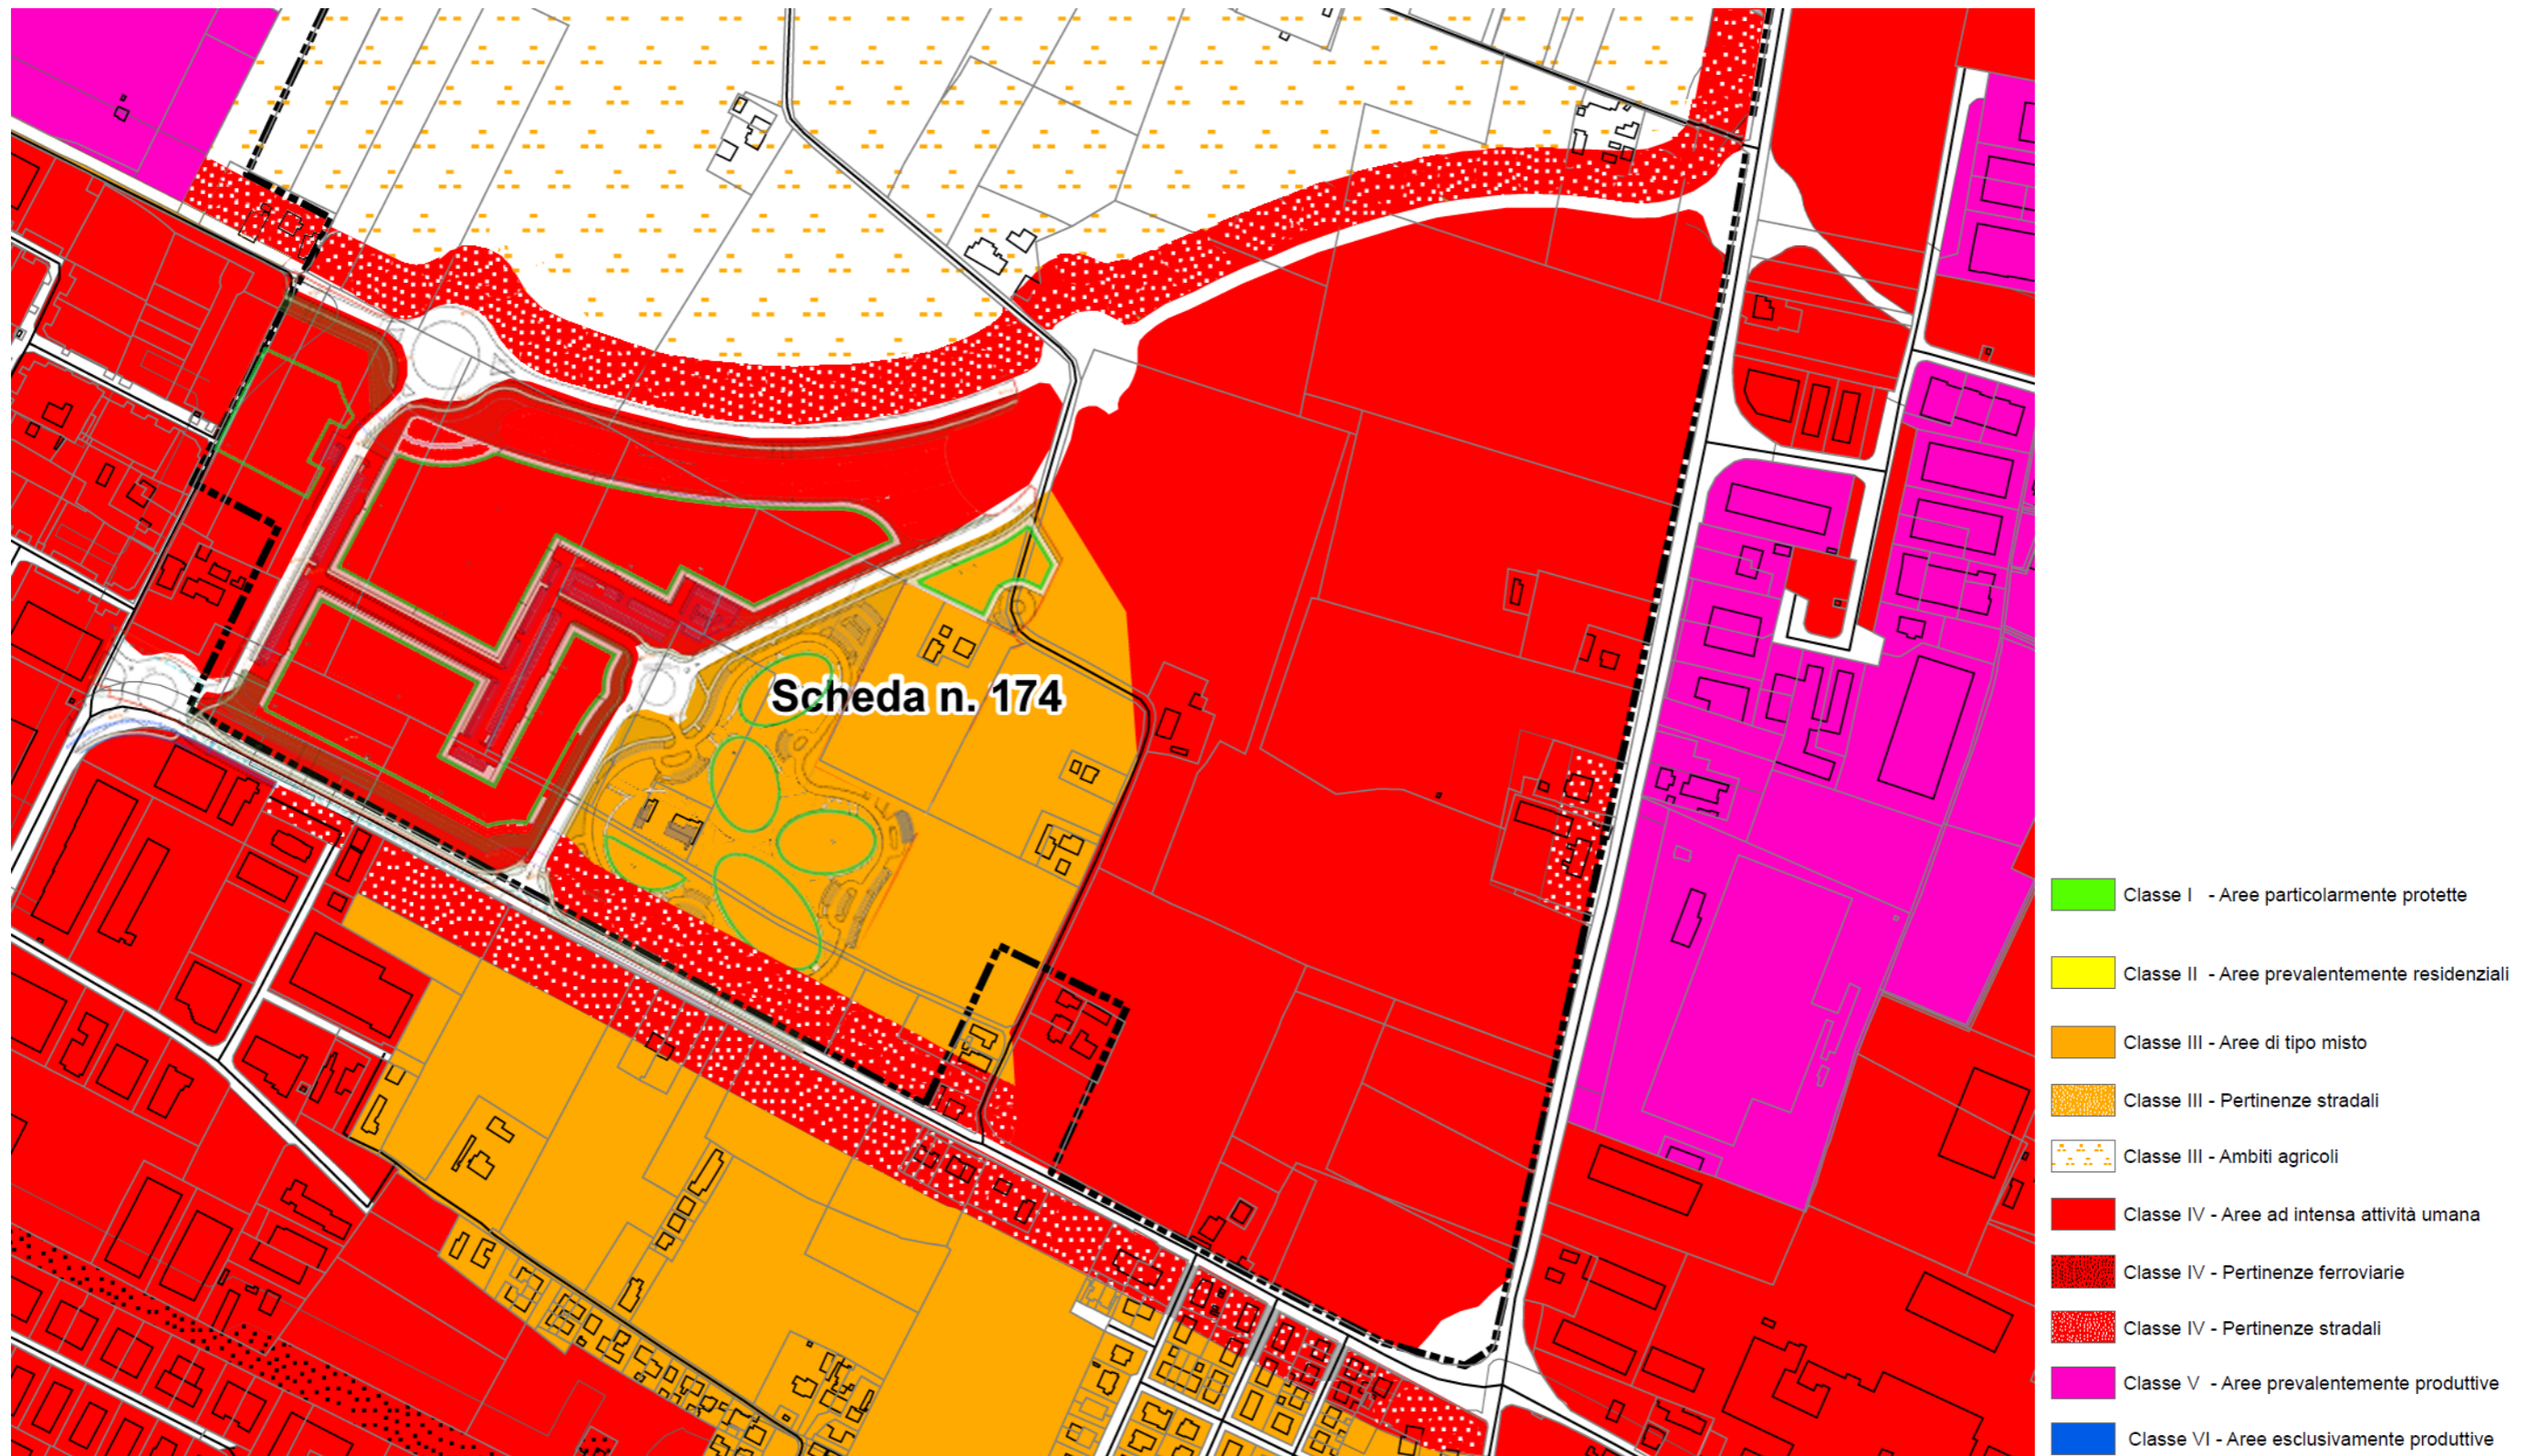 Scheda n. 174
Classe I - Aree particolarmente protette
Classe II - Aree prevalentemente residenziali
Classe III - Aree di tipo misto
Classe III - Pertinenze stradali
Classe III - Ambiti agricoli
Classe IV - Aree ad intensa attività umana
Classe IV - Pertinenze ferroviarie
Classe IV - Pertinenze stradali
Classe V - Aree prevalentemente produttive
Classe VI - Aree esclusivamente produttive